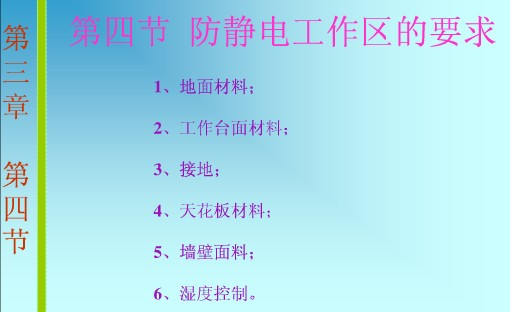 第三章 第四节
第四节 防静电工作区的要求
1、地面材料；
2、工作台面材料；
3、接地；
4、天花板材料；
5、墙壁面料；
6、湿度控制。